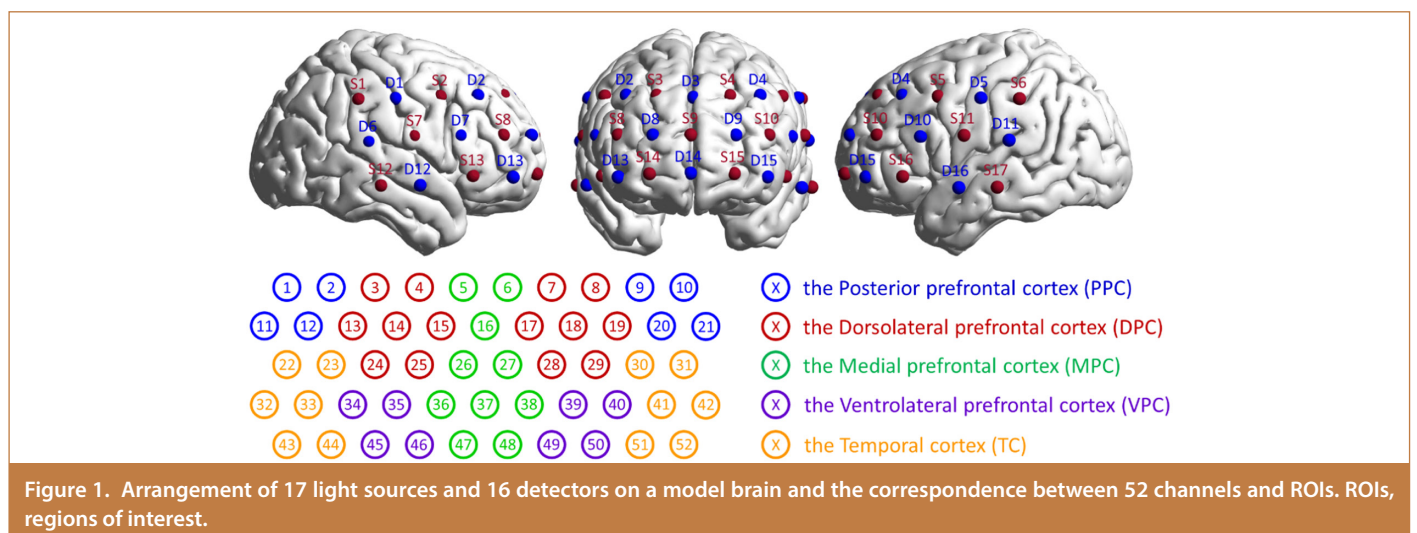 S1 D1 S2 D2
D6 S7 D7 S8
S12 D12 S13 D13
D2 S3 D3 S4 D4
S8 D8 S9 D9 S10
D13 S14 D14 S15 D15
D4 S5 D5 S6
S10 D10 S11 D11
D15 S16 D16 S17
1 2 3 4 5 6 7 8 9 10
11 12 13 14 15 16 17 18 19 20 21
22 23 24 25 26 27 28 29 30 31
32 33 34 35 36 37 38 39 40 41 42
43 44 45 46 47 48 49 50 51 52
X the Posterior prefrontal cortex (PPC)
X the Dorsolateral prefrontal cortex (DPC)
X the Medial prefrontal cortex (MPC)
X the Ventrolateral prefrontal cortex (VPC)
X the Temporal cortex (TC)
Figure 1. Arrangement of 17 light sources and 16 detectors on a model brain and the correspondence between 52 channels and ROIs. ROIs,
regions of interest.